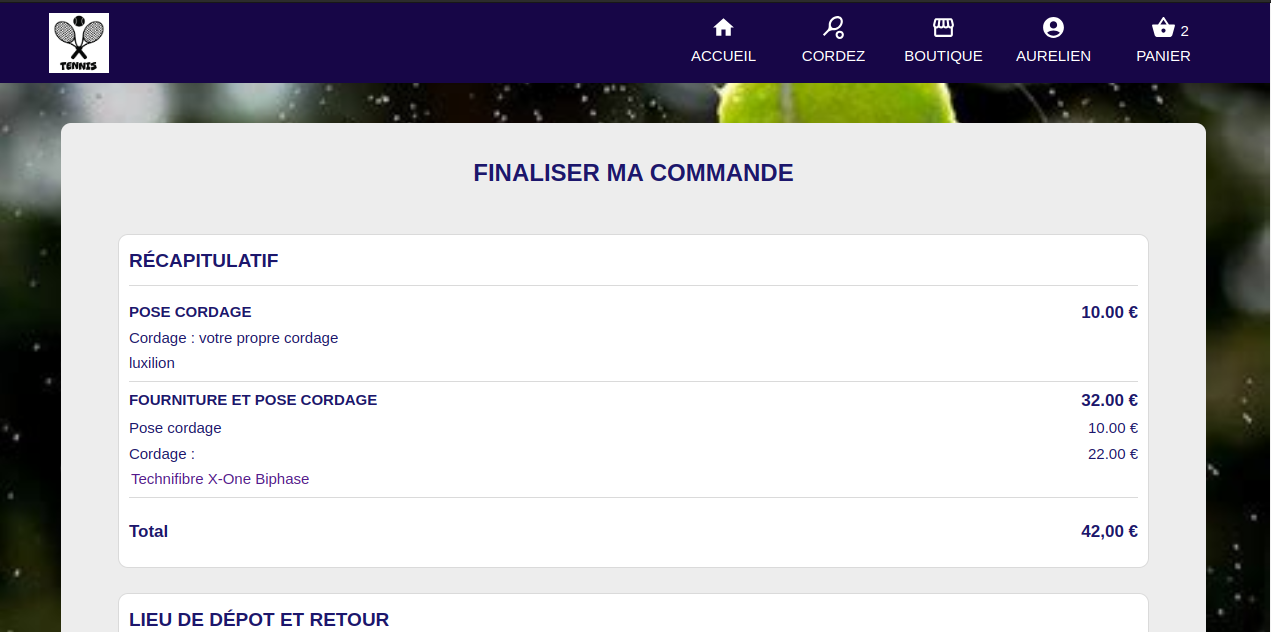 TENNIS
ACCUEIL CORDEZ BOUTIQUE AURELIEN PANIER 2
FINALISER MA COMMANDE
RÉCAPITULATIF
POSE CORDAGE 10.00 €
Cordage : votre propre cordage
luxilion
FOURNITURE ET POSE CORDAGE 32.00 €
Pose cordage 10.00 €
Cordage : 22.00 €
Technifibre X-One Biphase
Total 42,00 €
LIEU DE DÉPOT ET RETOUR